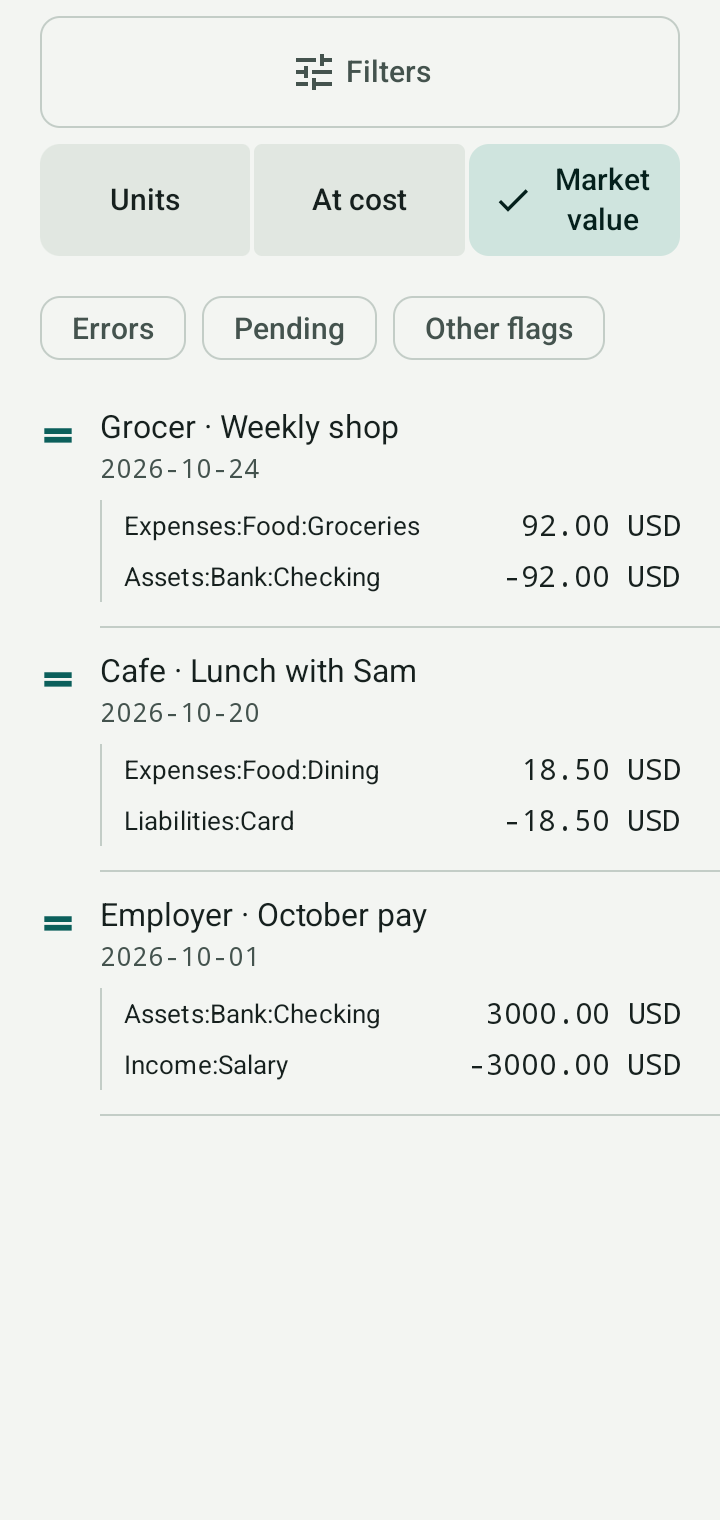 Filters
Units
At cost
Market
value
Errors
Pending
Other flags
Grocer · Weekly shop
2026-10-24
Expenses:Food:Groceries 92.00 USD
Assets:Bank:Checking -92.00 USD
Cafe · Lunch with Sam
2026-10-20
Expenses:Food:Dining 18.50 USD
Liabilities:Card -18.50 USD
Employer · October pay
2026-10-01
Assets:Bank:Checking 3000.00 USD
Income:Salary -3000.00 USD